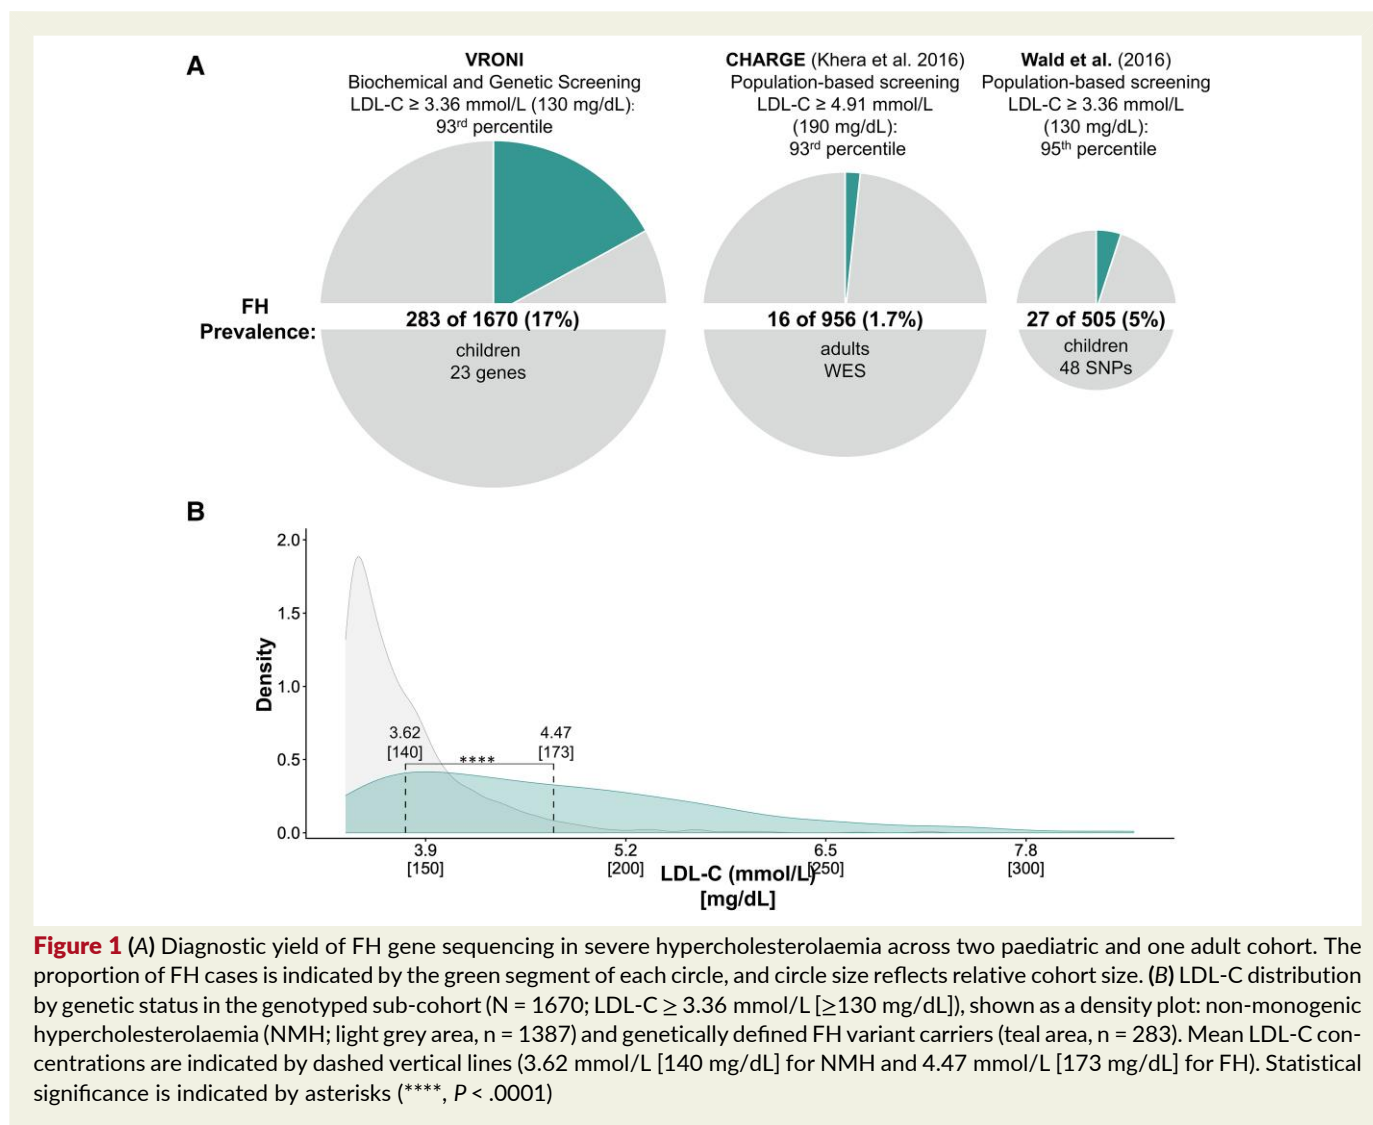 A
VRONI
Biochemical and Genetic Screening
LDL-C ≥ 3.36 mmol/L (130 mg/dL):
93rd percentile
CHARGE (Khera et al. 2016)
Population-based screening
LDL-C ≥ 4.91 mmol/L
(190 mg/dL):
93rd percentile
Wald et al. (2016)
Population-based screening
LDL-C ≥ 3.36 mmol/L
(130 mg/dL):
95th percentile
FH
Prevalence:
283 of 1670 (17%)
children
23 genes
16 of 956 (1.7%)
adults
WES
27 of 505 (5%)
children
48 SNPs
B
Density
2.0
1.5
1.0
0.5
0.0
3.62
[140]
****
4.47
[173]
3.9
[150]
5.2
[200]
6.5
[250]
7.8
[300]
LDL-C (mmol/L)
[mg/dL]
Figure 1 (A) Diagnostic yield of FH gene sequencing in severe hypercholesterolaemia across two paediatric and one adult cohort. The
proportion of FH cases is indicated by the green segment of each circle, and circle size reflects relative cohort size. (B) LDL-C distribution
by genetic status in the genotyped sub-cohort (N = 1670; LDL-C ≥ 3.36 mmol/L [≥130 mg/dL]), shown as a density plot: non-monogenic
hypercholesterolaemia (NMH; light grey area, n = 1387) and genetically defined FH variant carriers (teal area, n = 283). Mean LDL-C con-
centrations are indicated by dashed vertical lines (3.62 mmol/L [140 mg/dL] for NMH and 4.47 mmol/L [173 mg/dL] for FH). Statistical
significance is indicated by asterisks (****, P < .0001)